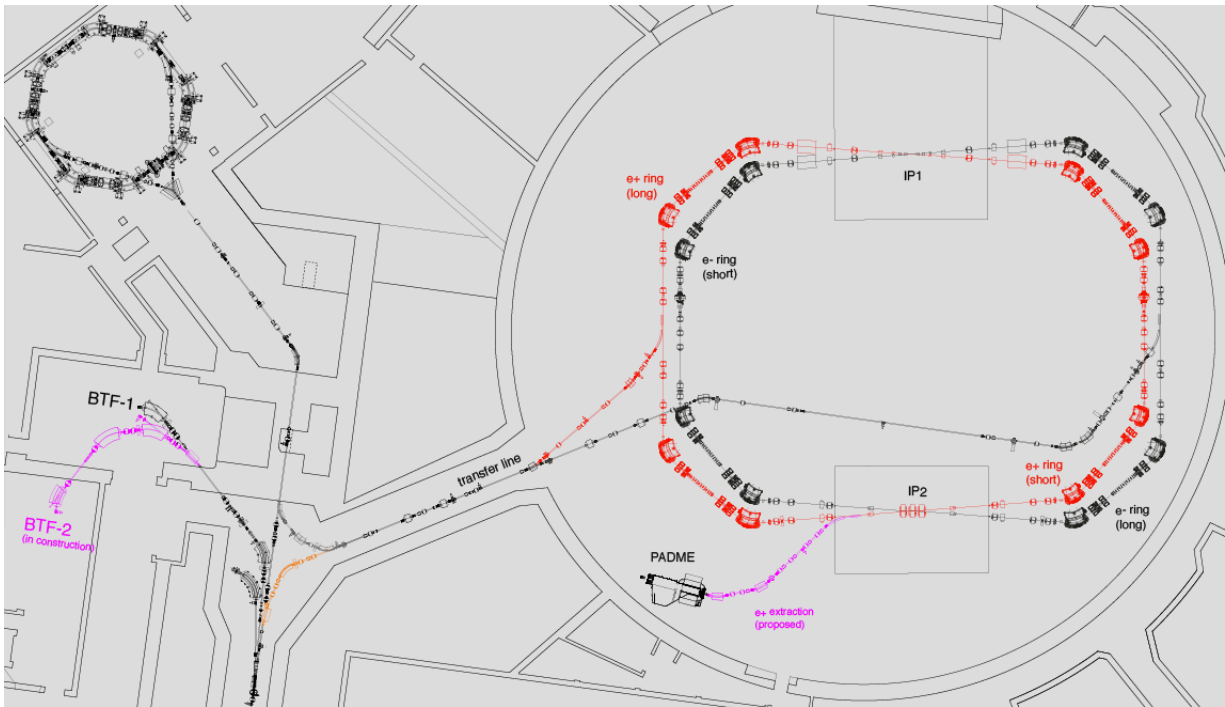 IP1
e+ ring
(long)
e- ring
(short)
BTF-1
transfer line
e+ ring
(short)
IP2
BTF-2
(in construction)
e- ring
(long)
PADME
e+ extraction
(proposed)